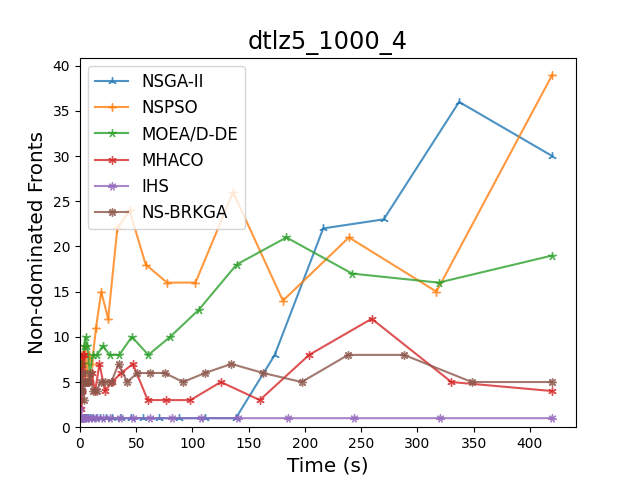 dtlz5_1000_4
NSGA-II
NSPSO
MOEA/D-DE
MHACO
IHS
NS-BRKGA
Non-dominated Fronts
40
35
30
25
20
15
10
5
0
0 50 100 150 200 250 300 350 400
Time (s)